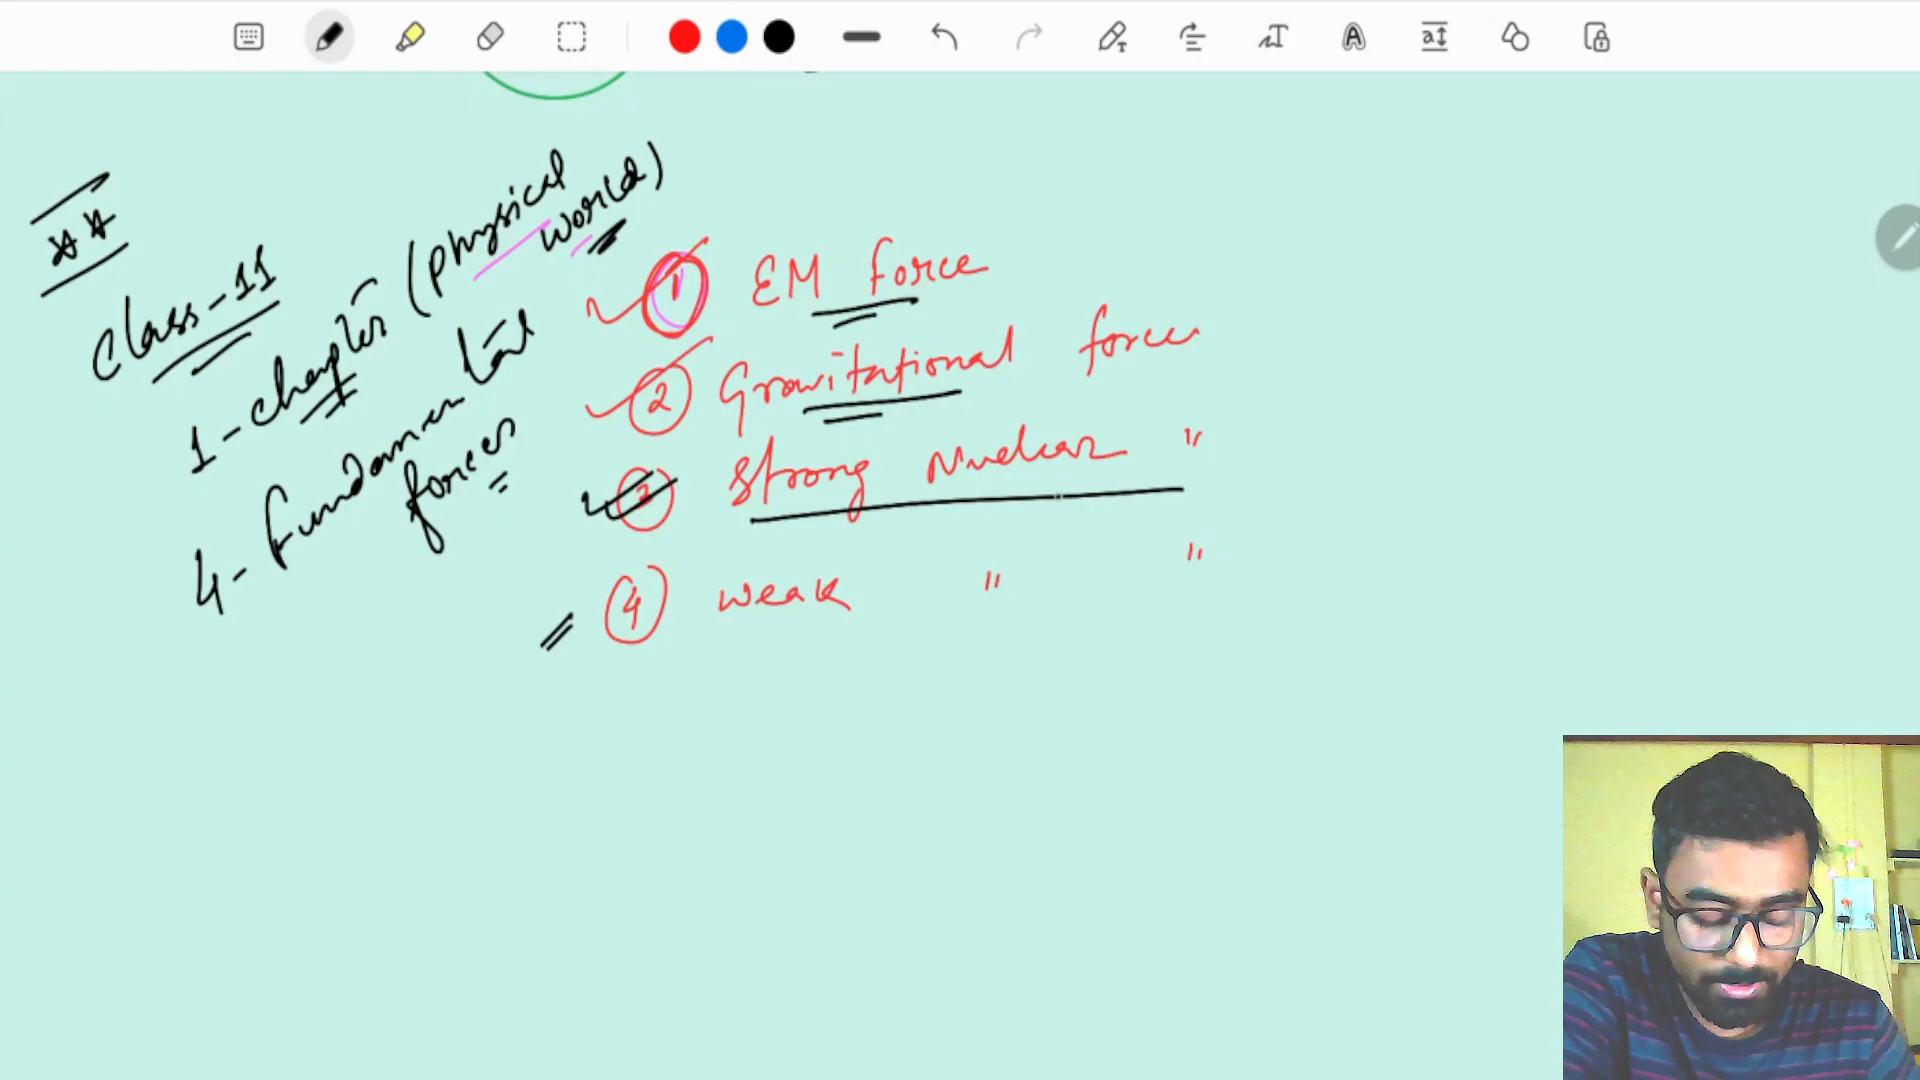 ** 
Class-11
1-chapter (physical
world)
4-fundamental
forces
1 EM force
2 Gravitational force
3 Strong Nuclear "
4 weak " "